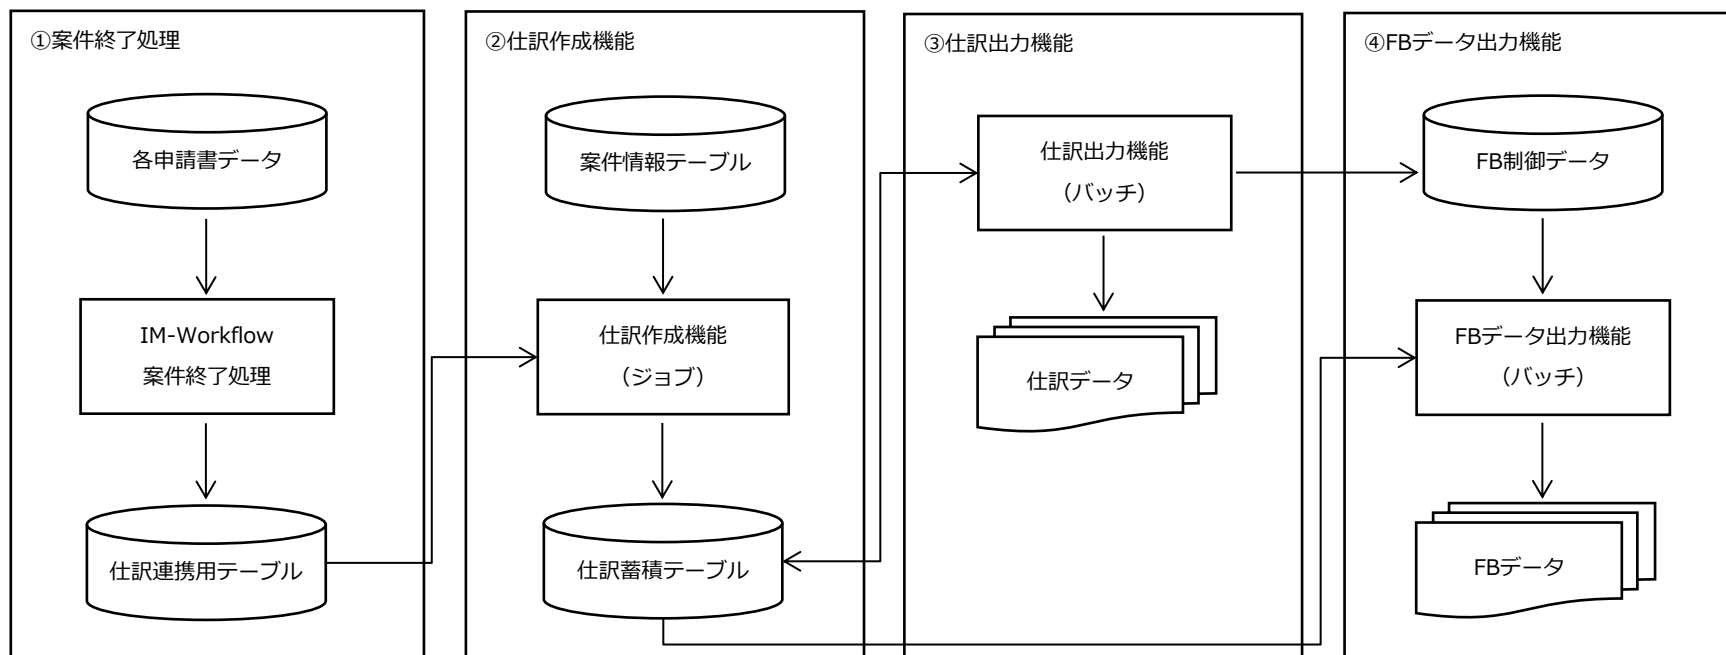 ①案件終了処理
各申請書データ
IM-Workflow
案件終了処理
仕訳連携用テーブル
②仕訳作成機能
案件情報テーブル
仕訳作成機能
（ジョブ）
仕訳蓄積テーブル
③仕訳出力機能
仕訳出力機能
（バッチ）
仕訳データ
④FBデータ出力機能
FB制御データ
FBデータ出力機能
（バッチ）
FBデータ